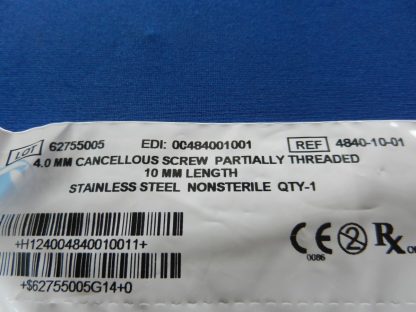 LOT 62755005 EDI: 00484001001 REF 4840-10-01
4.0 MM CANCELLOUS SCREW PARTIALLY THREADED
10 MM LENGTH
STAINLESS STEEL NONSTERILE QTY-1
+H124004840010011+
CE 0086 2 Rx
+$62755005G14+0